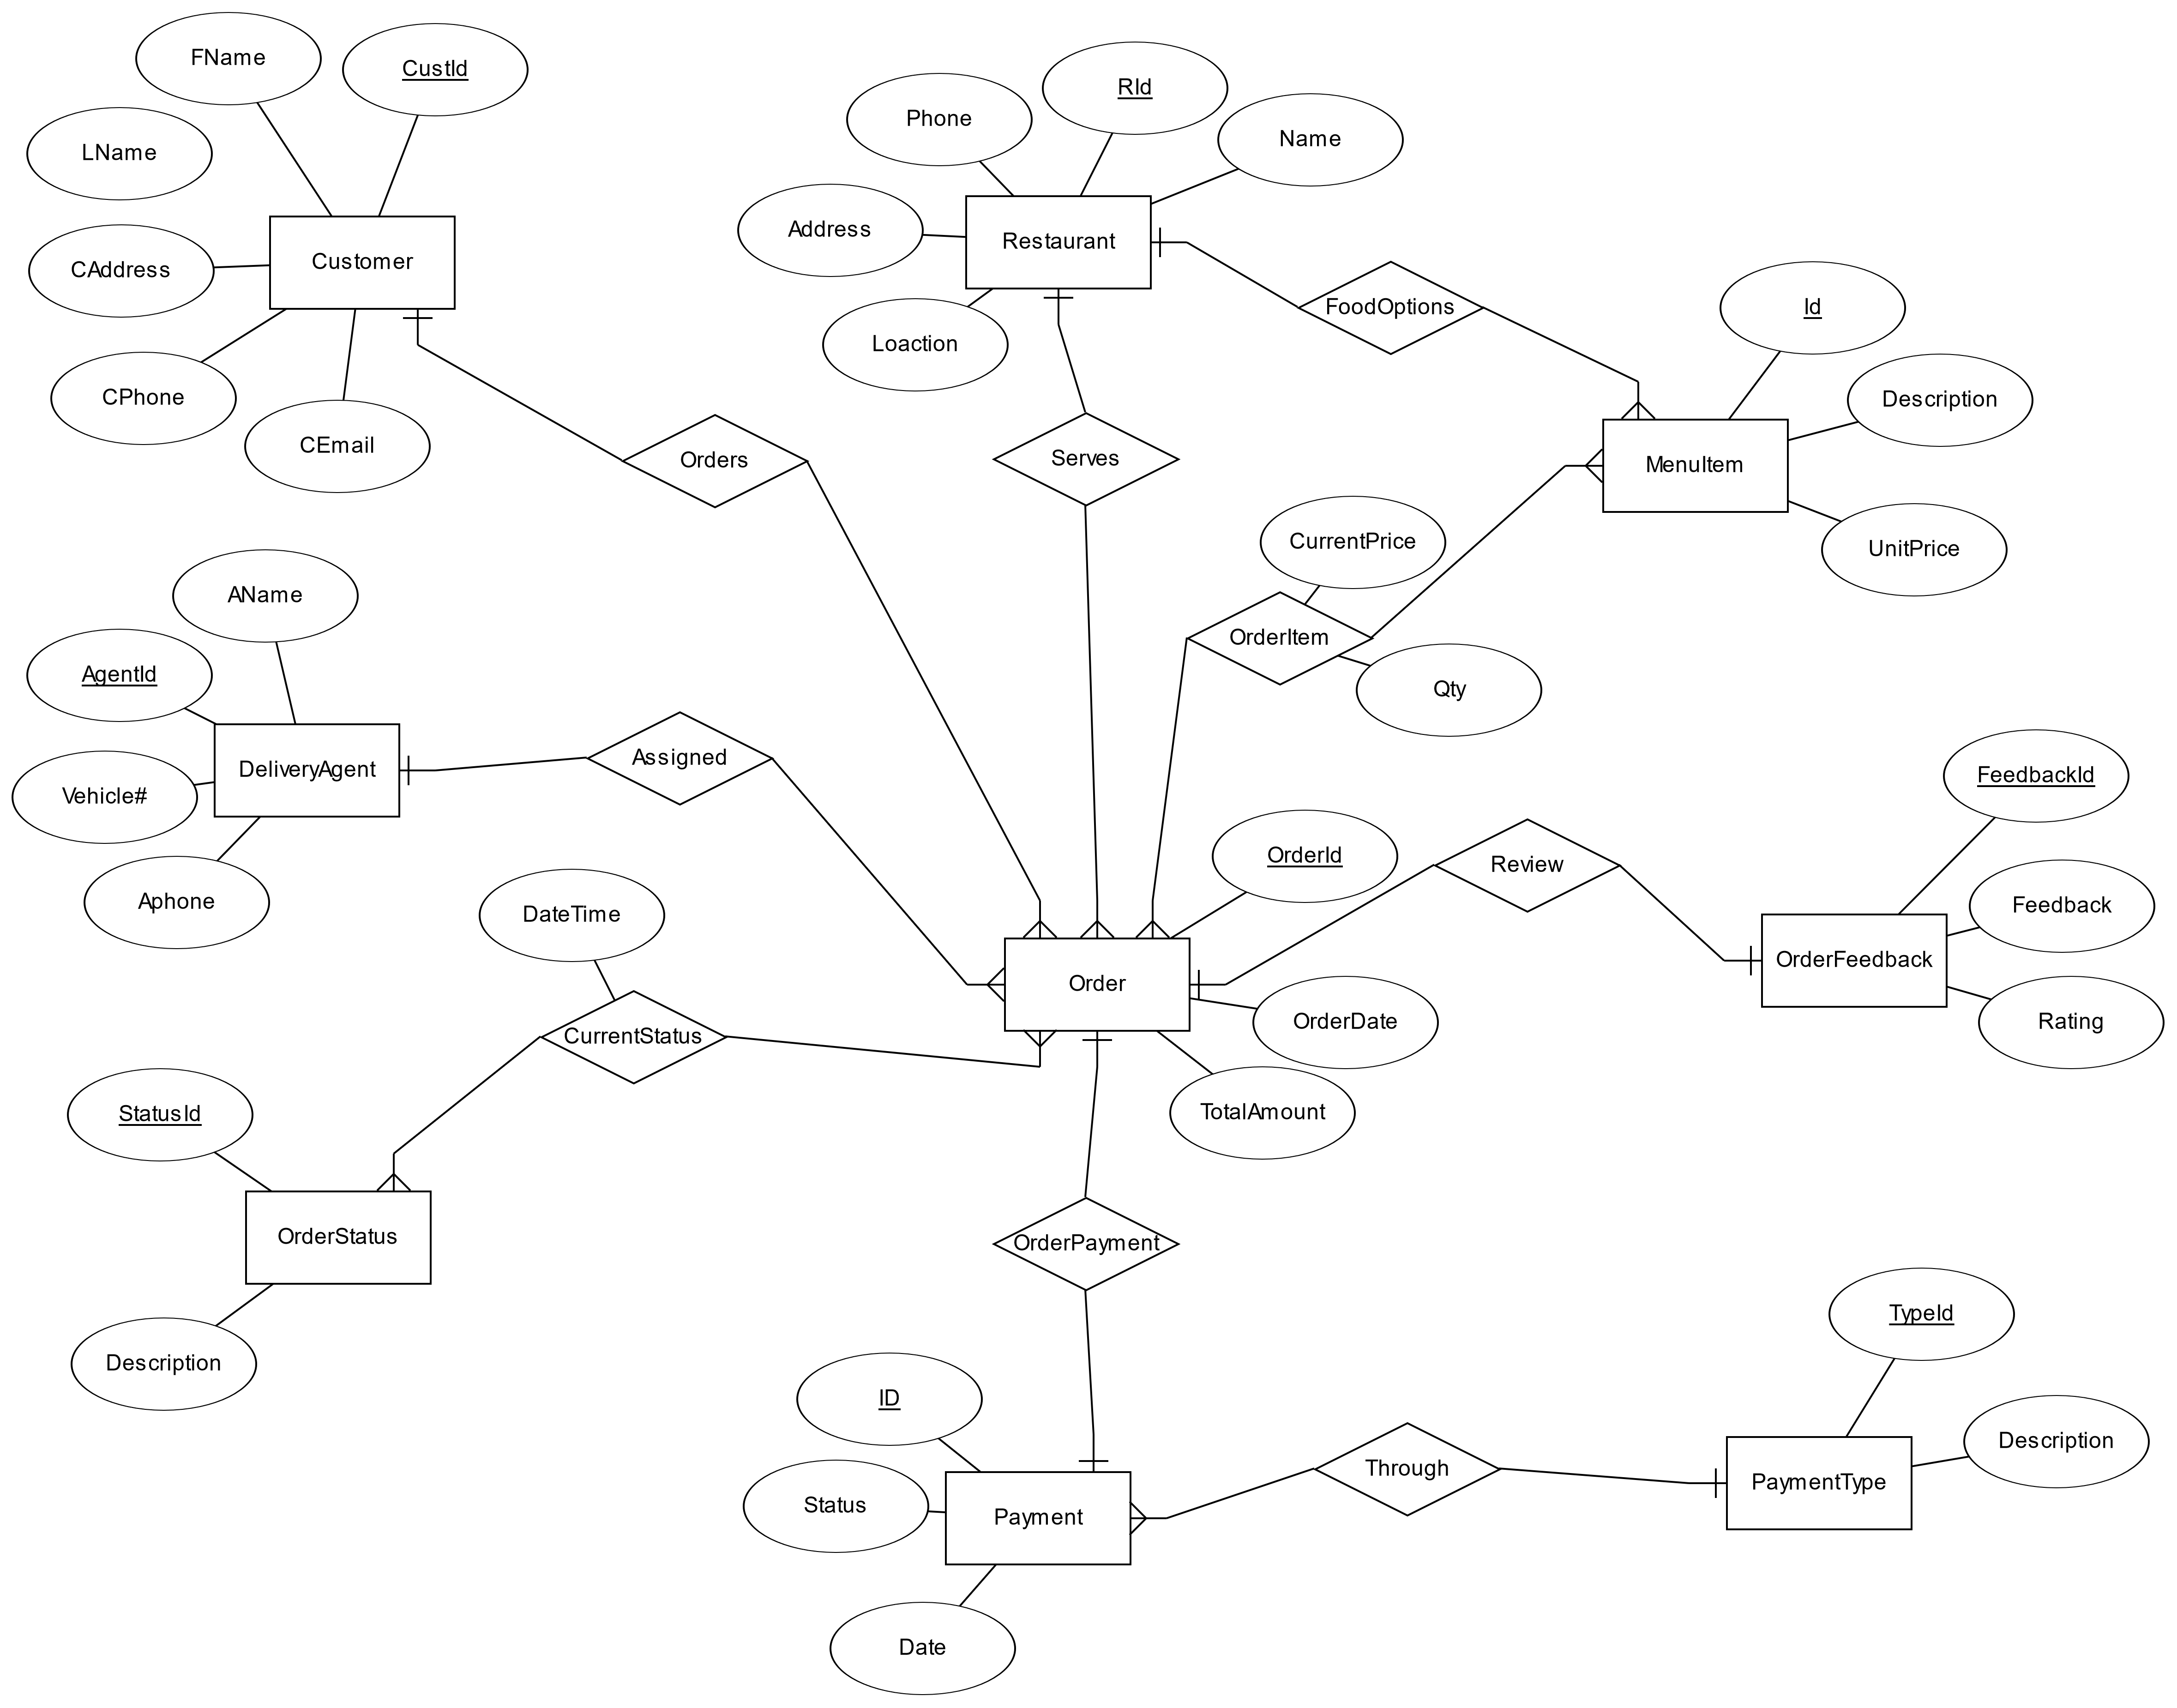 FName
CustId
LName
CAddress
Customer
CPhone
CEmail
Phone
RId
Name
Address
Restaurant
Loaction
FoodOptions
Id
Description
MenuItem
UnitPrice
Orders
Serves
CurrentPrice
OrderItem
Qty
AName
AgentId
DeliveryAgent
Vehicle#
Aphone
Assigned
DateTime
CurrentStatus
OrderId
Order
OrderDate
TotalAmount
Review
FeedbackId
Feedback
OrderFeedback
Rating
StatusId
OrderStatus
Description
OrderPayment
ID
Status
Payment
Date
Through
TypeId
Description
PaymentType